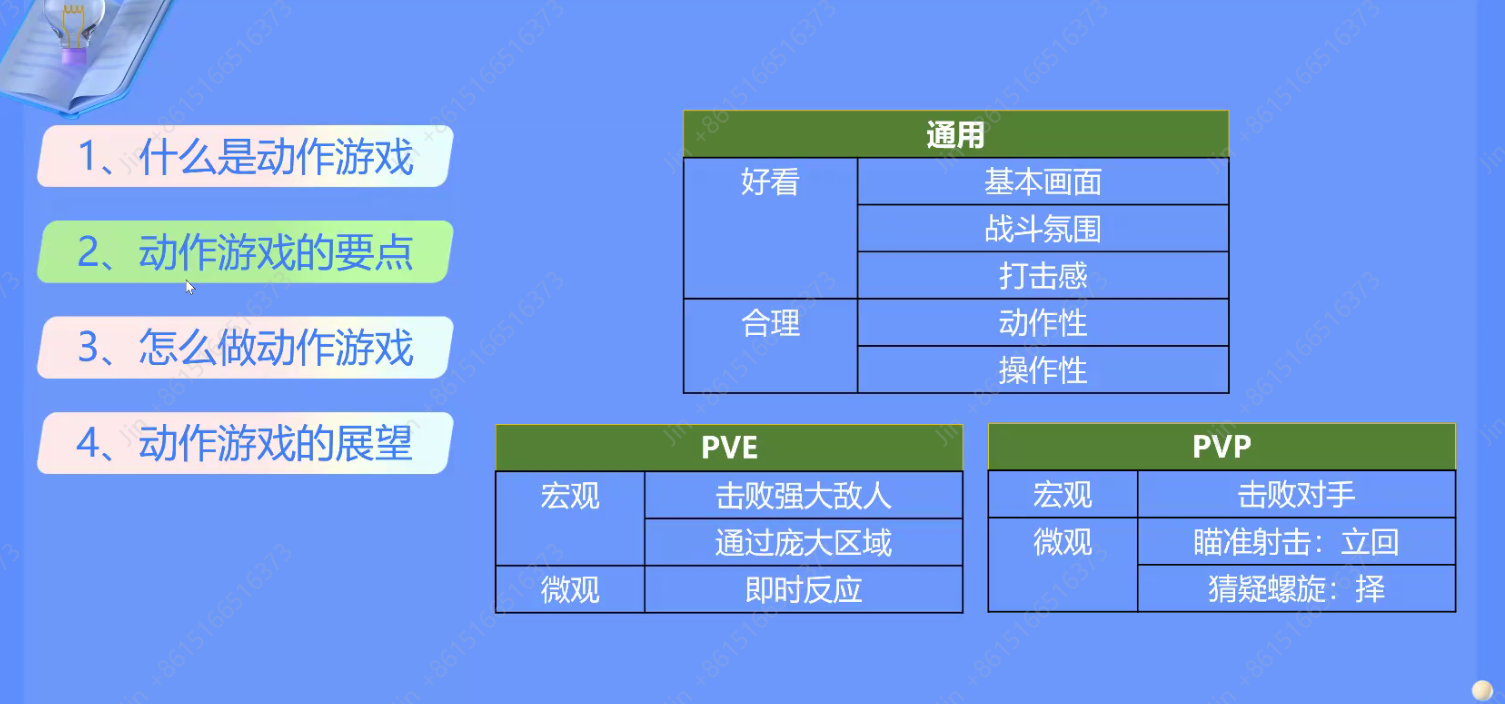 1、什么是动作游戏
2、动作游戏的要点
3、怎么做动作游戏
4、动作游戏的展望
通用
好看 基本画面
战斗氛围
打击感
合理 动作性
操作性
PVE
宏观 击败强大敌人
通过庞大区域
微观 即时反应
PVP
宏观 击败对手
微观 瞄准射击：立回
猜疑螺旋：择
Jin +8615166516373